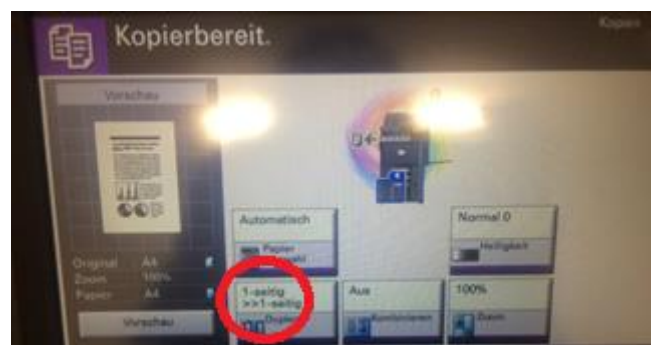 Kopierbereit.
Kopien
Vorschau
Automatisch
Papier
Normal 0
Helligkeit
Original A4
Zoom 100%
Papier A4
Vorschau
1-seitig
>>1-seitig
Duplex
Aus
Kombinieren
100%
Zoom